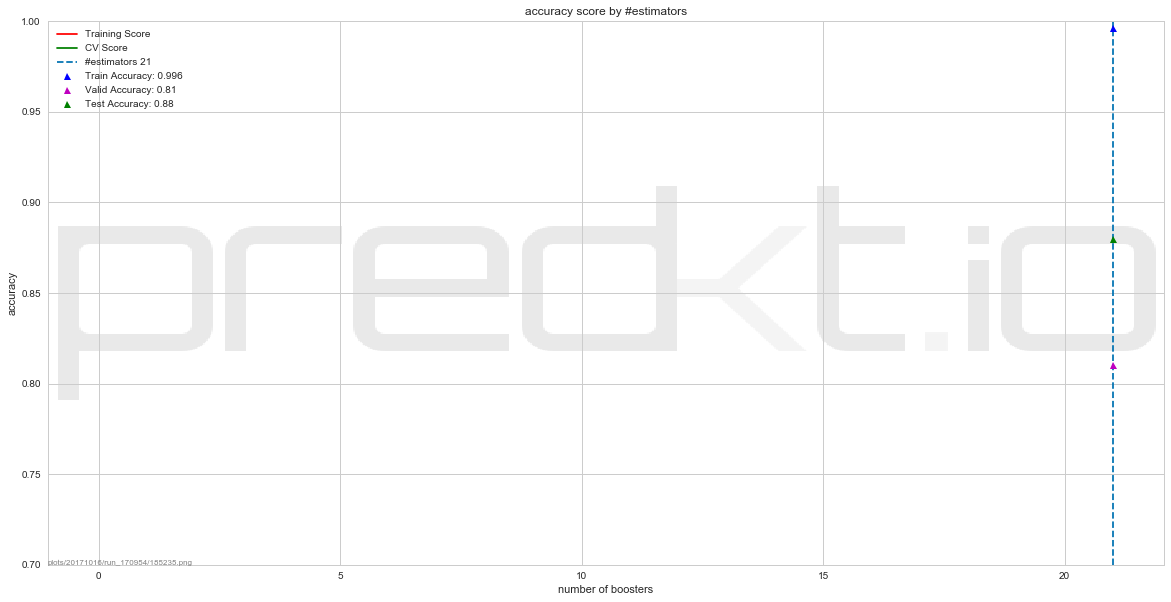 accuracy score by #estimators
1.00
Training Score
CV Score
#estimators 21
Train Accuracy: 0.996
Valid Accuracy: 0.81
Test Accuracy: 0.88
0.95
0.90
predkt.io
accuracy
0.85
0.80
0.75
0.70
plots/20171016/run_170954/185235.png
0 5 10 15 20
number of boosters